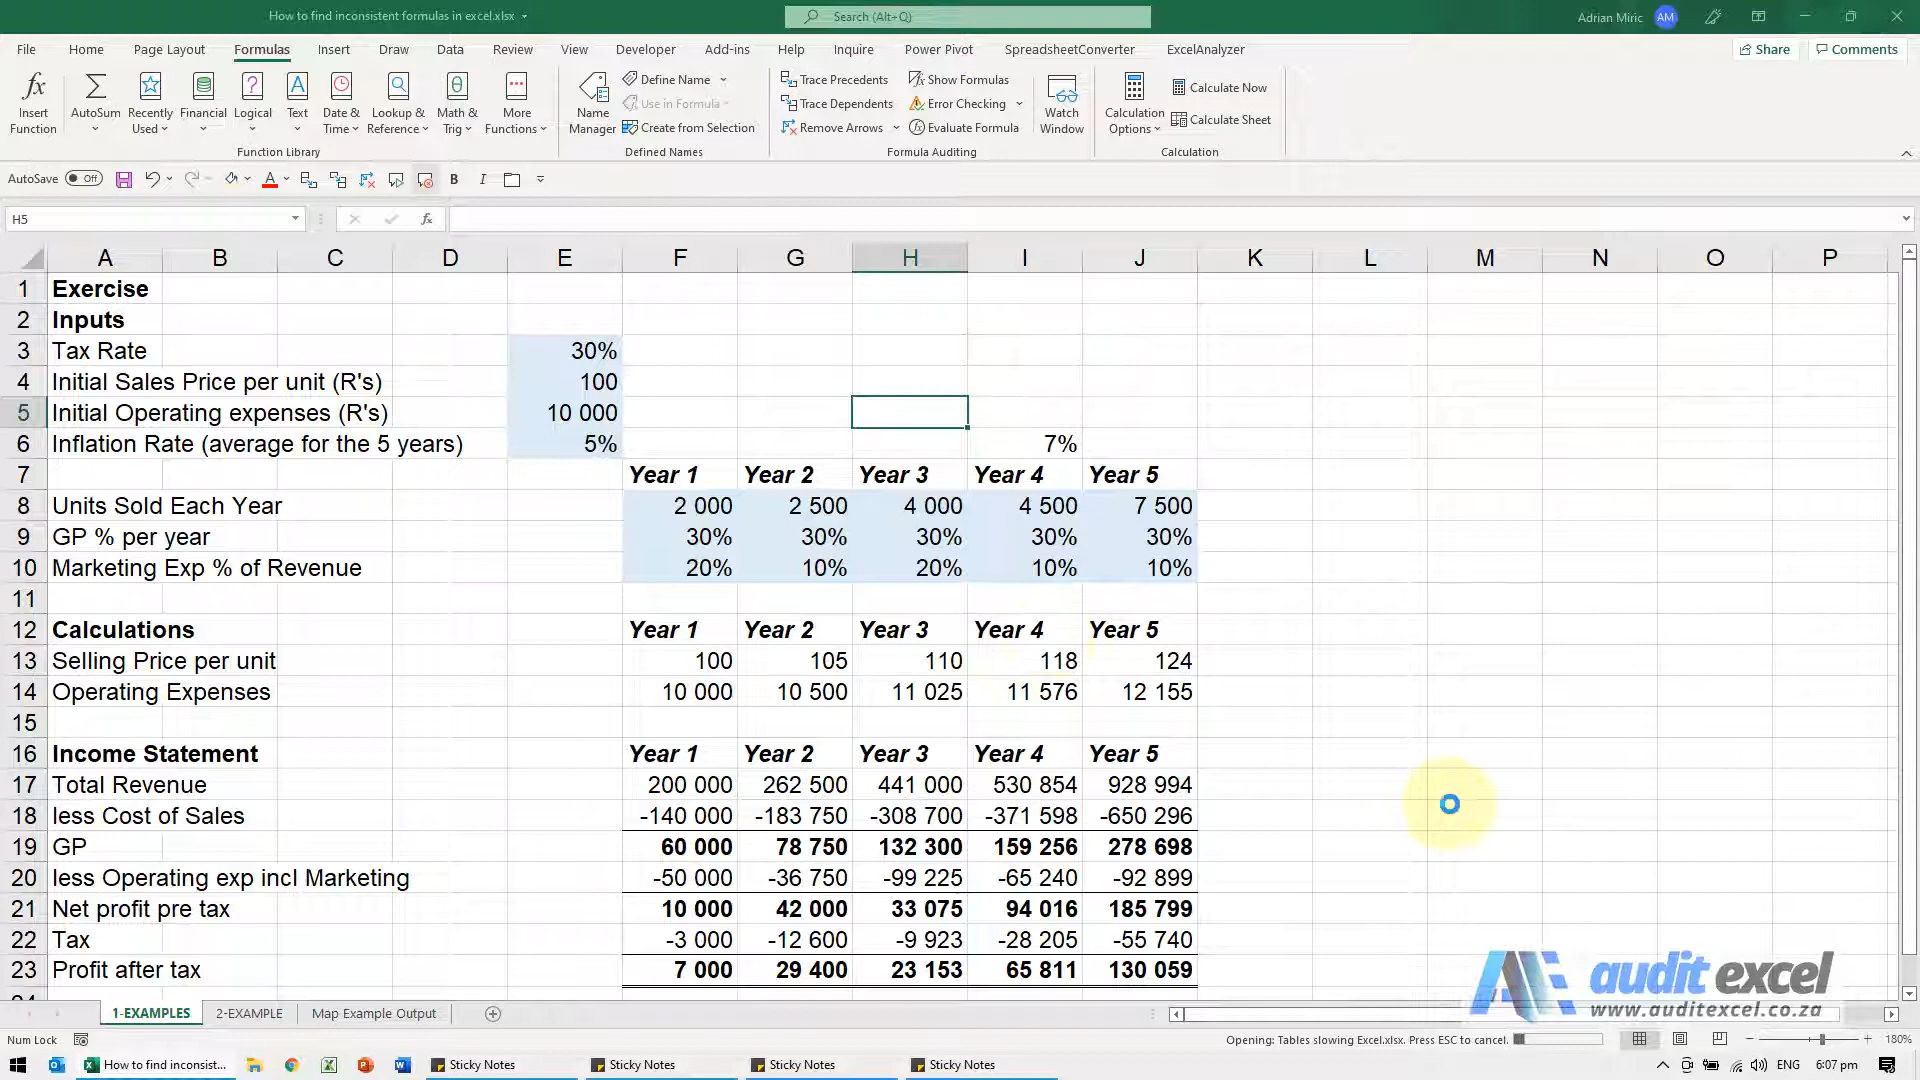 How to find inconsistent formulas in excel.xlsx
Search (Alt+Q)
Adrian Miric AM
File Home Page Layout Formulas Insert Draw Data Review View Developer Add-ins Help Inquire Power Pivot SpreadsheetConverter ExcelAnalyzer Share Comments
Insert Function
AutoSum
Recently Used
Financial
Logical
Text
Date & Time
Lookup & Reference
Math & Trig
More Functions
Function Library
Name Manager
Define Name
Use in Formula
Create from Selection
Defined Names
Trace Precedents
Trace Dependents
Remove Arrows
Show Formulas
Error Checking
Evaluate Formula
Formula Auditing
Watch Window
Calculation Options
Calculate Now
Calculate Sheet
Calculation
AutoSave Off
H5
A B C D E F G H I J K L M N O P
1 Exercise
2 Inputs
3 Tax Rate 30%
4 Initial Sales Price per unit (R's) 100
5 Initial Operating expenses (R's) 10 000
6 Inflation Rate (average for the 5 years) 5% 7%
7 Year 1 Year 2 Year 3 Year 4 Year 5
8 Units Sold Each Year 2 000 2 500 4 000 4 500 7 500
9 GP % per year 30% 30% 30% 30% 30%
10 Marketing Exp % of Revenue 20% 10% 20% 10% 10%
11
12 Calculations Year 1 Year 2 Year 3 Year 4 Year 5
13 Selling Price per unit 100 105 110 118 124
14 Operating Expenses 10 000 10 500 11 025 11 576 12 155
15
16 Income Statement Year 1 Year 2 Year 3 Year 4 Year 5
17 Total Revenue 200 000 262 500 441 000 530 854 928 994
18 less Cost of Sales -140 000 -183 750 -308 700 -371 598 -650 296
19 GP 60 000 78 750 132 300 159 256 278 698
20 less Operating exp incl Marketing -50 000 -36 750 -99 225 -65 240 -92 899
21 Net profit pre tax 10 000 42 000 33 075 94 016 185 799
22 Tax -3 000 -12 600 -9 923 -28 205 -55 740
23 Profit after tax 7 000 29 400 23 153 65 811 130 059
audit excel
www.auditexcel.co.za
1-EXAMPLES 2-EXAMPLE Map Example Output
Num Lock
Opening: Tables slowing Excel.xlsx. Press ESC to cancel.
180%
How to find inconsist...
Sticky Notes
Sticky Notes
Sticky Notes
Sticky Notes
ENG 6:07 pm